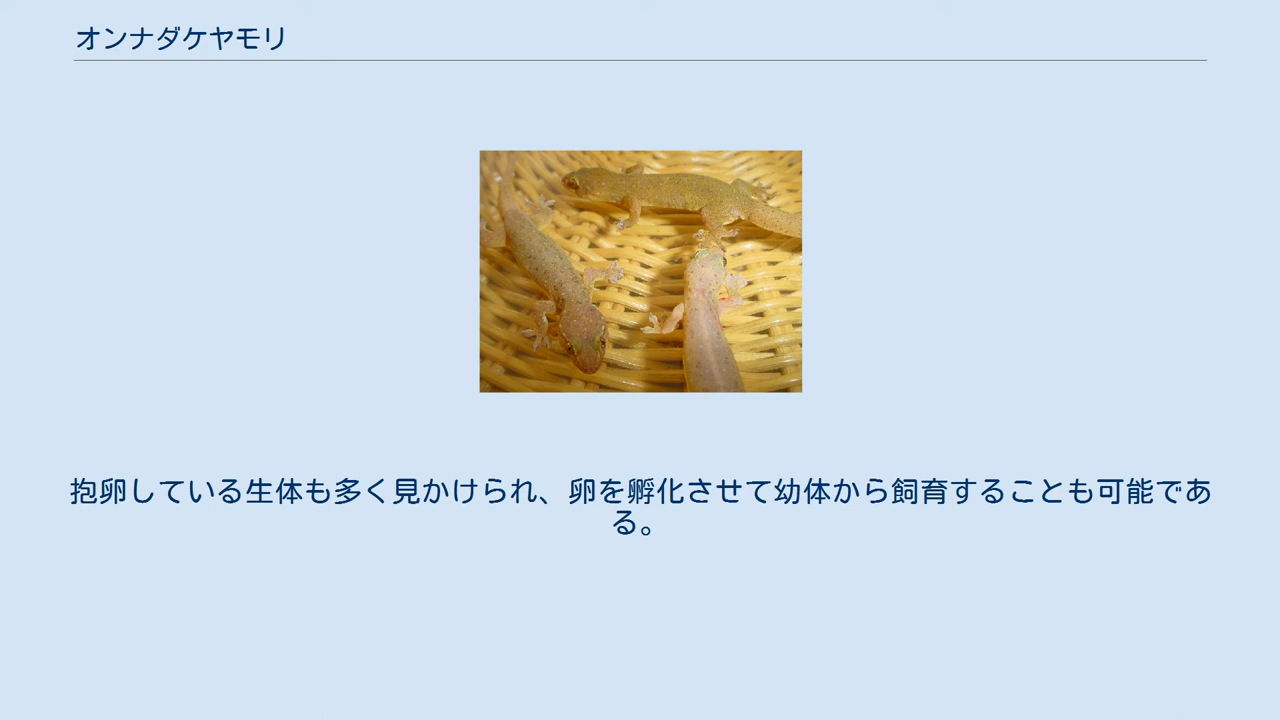 オンナダケヤモリ
抱卵している生体も多く見かけられ、卵を孵化させて幼体から飼育することも可能であ
る。